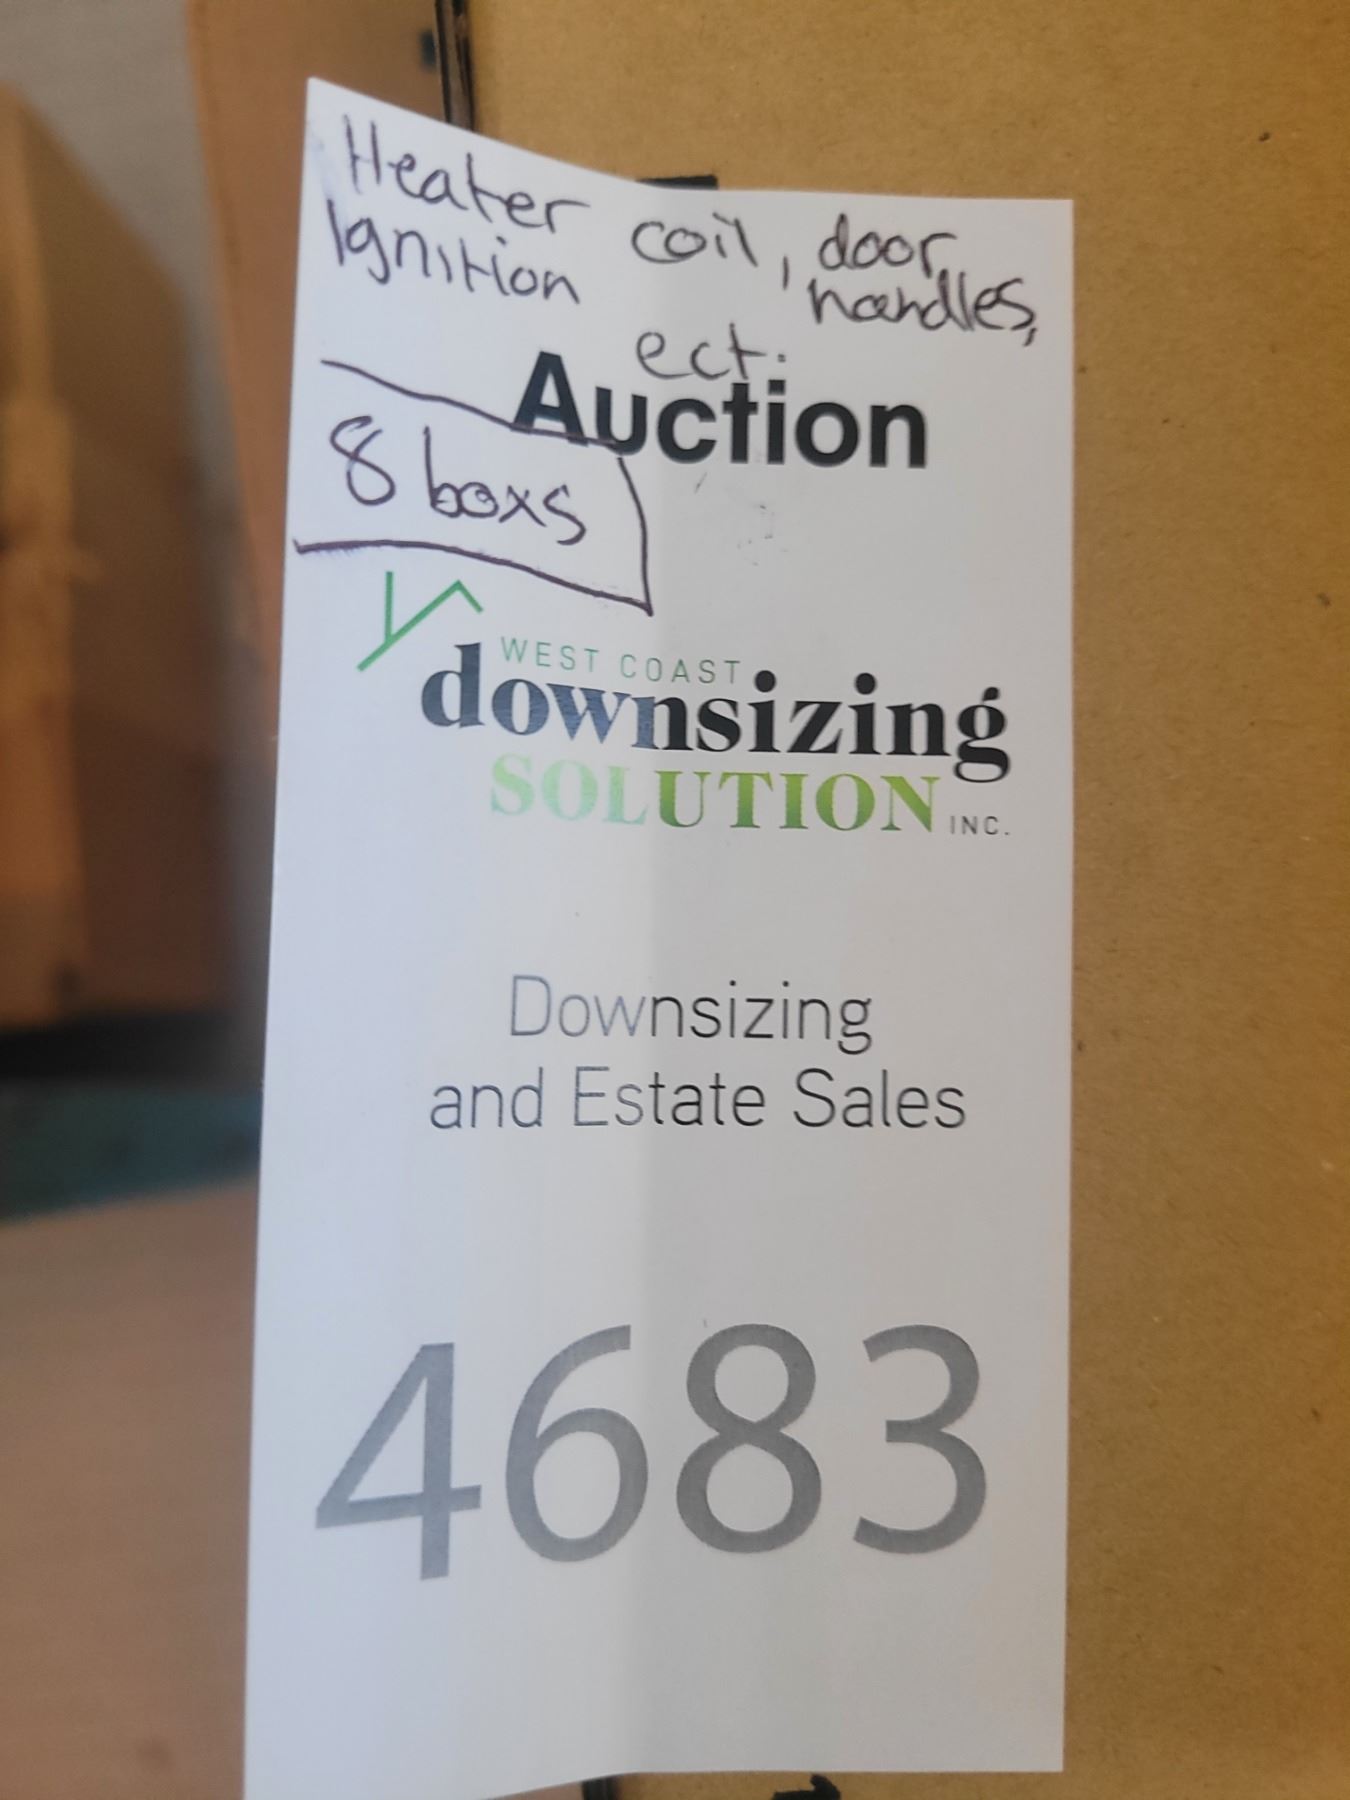 Heater coil, door handles,
Ignition ect.
Auction
8 boxs
WEST COAST
downsizing
SOLUTION INC.
Downsizing
and Estate Sales
4683